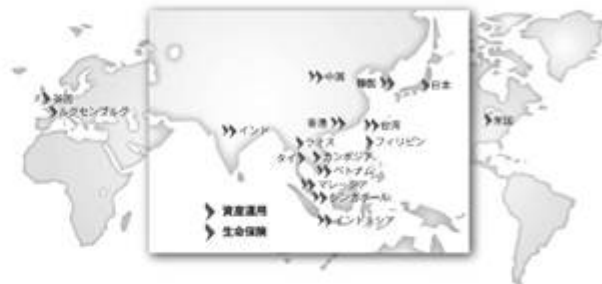 中国
韓国
日本
英国
ルクセンブルク
香港
台湾
米国
インド
ラオス
フィリピン
タイ
カンボジア
ベトナム
マレーシア
シンガポール
インドネシア
資産運用
生命保険